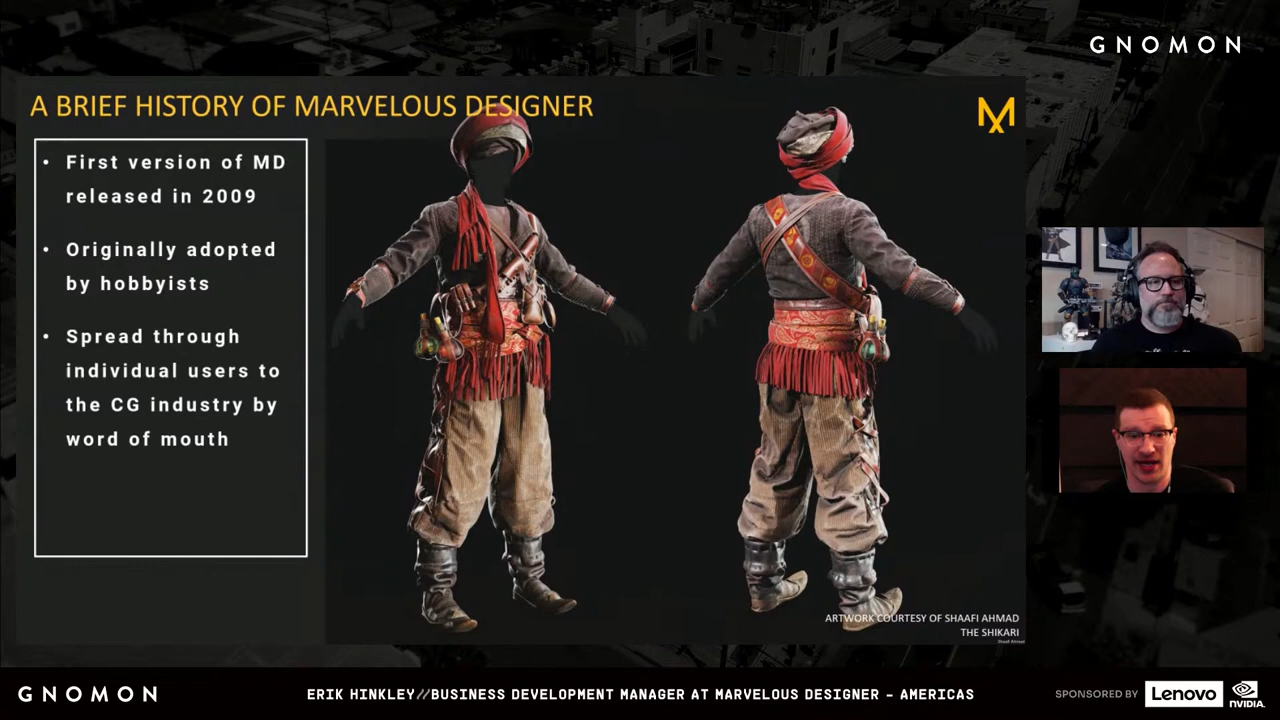 GNOMON
A BRIEF HISTORY OF MARVELOUS DESIGNER
• First version of MD
released in 2009
• Originally adopted
by hobbyists
• Spread through
individual users to
the CG industry by
word of mouth
ARTWORK COURTESY OF SHAAFI AHMAD
THE SHIKARI
Shaafi Ahmad
GNOMON
ERIK HINKLEY//BUSINESS DEVELOPMENT MANAGER AT MARVELOUS DESIGNER - AMERICAS
SPONSORED BY
Lenovo
NVIDIA.